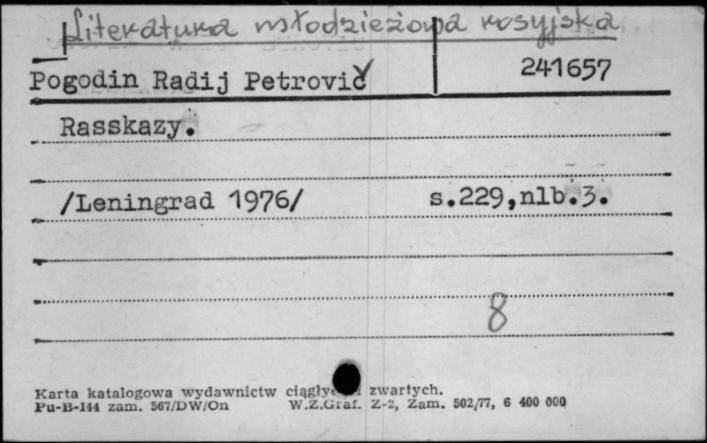 Literatura młodzieżowa rosyjska
Pogodin Radij Petrovič 241657
Rasskazy.
/Leningrad 1976/ s.229,nlb.3.
8
Karta katalogowa wydawnictw zwartych.
Pu-B-144 zam. 567/DW/On W.Z.Graf. Z-2, Zam. 502/77, 6 400 000